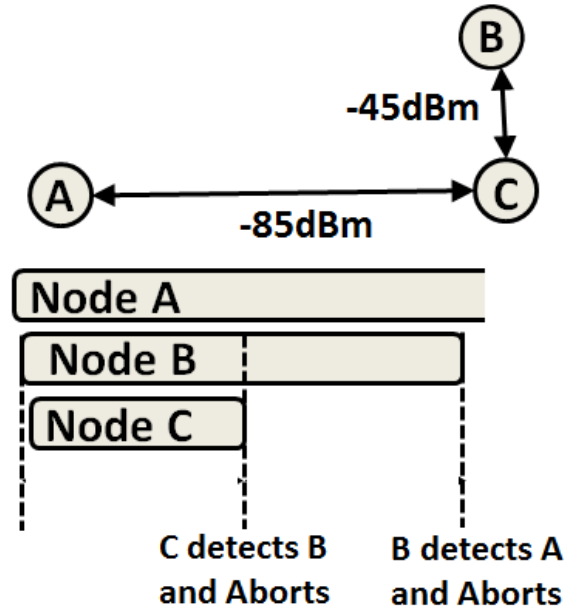 B
-45dBm
A
C
-85dBm
Node A
Node B
Node C
C detects B
and Aborts
B detects A
and Aborts